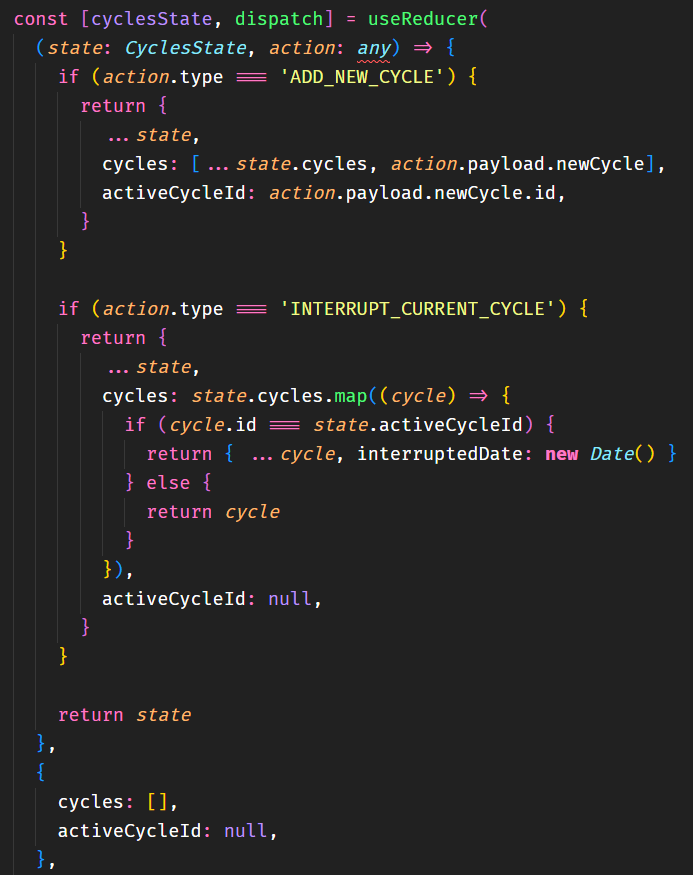 const [cyclesState, dispatch] = useReducer(
(state: CyclesState, action: any) => {
if (action.type === 'ADD_NEW_CYCLE') {
return {
...state,
cycles: [...state.cycles, action.payload.newCycle],
activeCycleId: action.payload.newCycle.id,
}
}
if (action.type === 'INTERRUPT_CURRENT_CYCLE') {
return {
...state,
cycles: state.cycles.map((cycle) => {
if (cycle.id === state.activeCycleId) {
return { ...cycle, interruptedDate: new Date() }
} else {
return cycle
}
}),
activeCycleId: null,
}
}
return state
},
{
cycles: [],
activeCycleId: null,
},